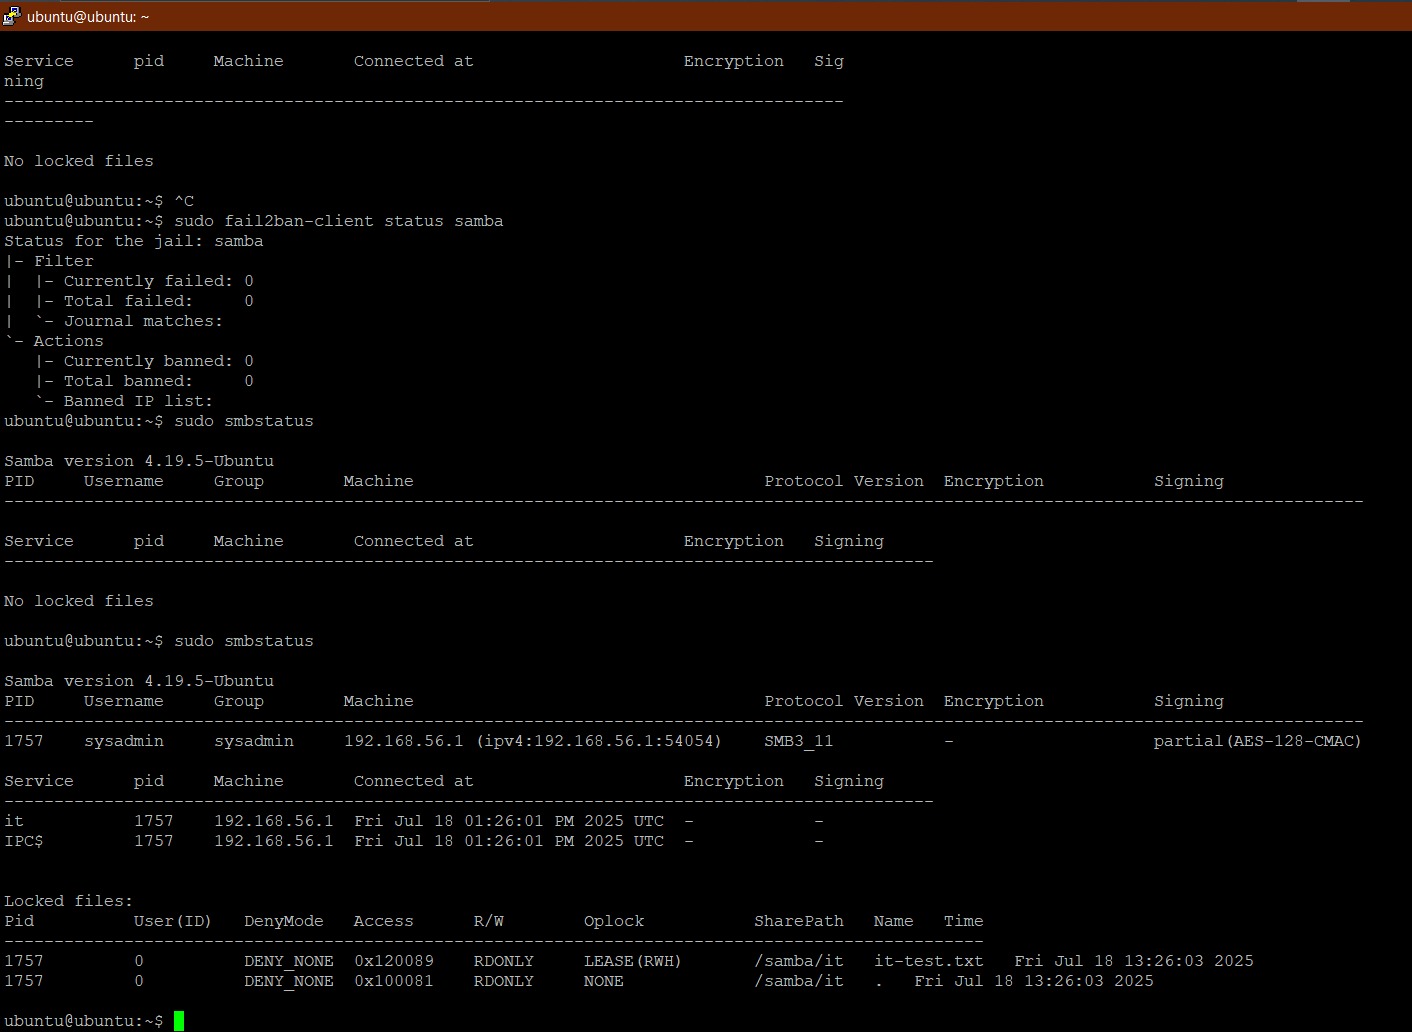 ubuntu@ubuntu: ~
Service      pid     Machine       Connected at                     Encryption   Sig
ning
------------------------------------------------------------------------------------
---------
No locked files
ubuntu@ubuntu:~$ ^C
ubuntu@ubuntu:~$ sudo fail2ban-client status samba
Status for the jail: samba
|- Filter
|  |- Currently failed: 0
|  |- Total failed:     0
|  `- Journal matches:
`- Actions
   |- Currently banned: 0
   |- Total banned:     0
   `- Banned IP list:
ubuntu@ubuntu:~$ sudo smbstatus
Samba version 4.19.5-Ubuntu
PID     Username     Group        Machine                                   Protocol Version  Encryption           Signing
----------------------------------------------------------------------------------------------------------------------------------------
Service      pid     Machine       Connected at                     Encryption   Signing
---------------------------------------------------------------------------------------------
No locked files
ubuntu@ubuntu:~$ sudo smbstatus
Samba version 4.19.5-Ubuntu
PID     Username     Group        Machine                                   Protocol Version  Encryption           Signing
----------------------------------------------------------------------------------------------------------------------------------------
1757    sysadmin     sysadmin     192.168.56.1 (ipv4:192.168.56.1:54054)    SMB3_11           -                    partial(AES-128-CMAC)
Service      pid     Machine       Connected at                     Encryption   Signing
---------------------------------------------------------------------------------------------
it           1757    192.168.56.1  Fri Jul 18 01:26:01 PM 2025 UTC  -            -
IPC$         1757    192.168.56.1  Fri Jul 18 01:26:01 PM 2025 UTC  -            -
Locked files:
Pid          User(ID)   DenyMode   Access      R/W        Oplock           SharePath   Name   Time
--------------------------------------------------------------------------------------------------
1757         0          DENY_NONE  0x120089    RDONLY     LEASE(RWH)       /samba/it   it-test.txt   Fri Jul 18 13:26:03 2025
1757         0          DENY_NONE  0x100081    RDONLY     NONE             /samba/it   .   Fri Jul 18 13:26:03 2025
ubuntu@ubuntu:~$